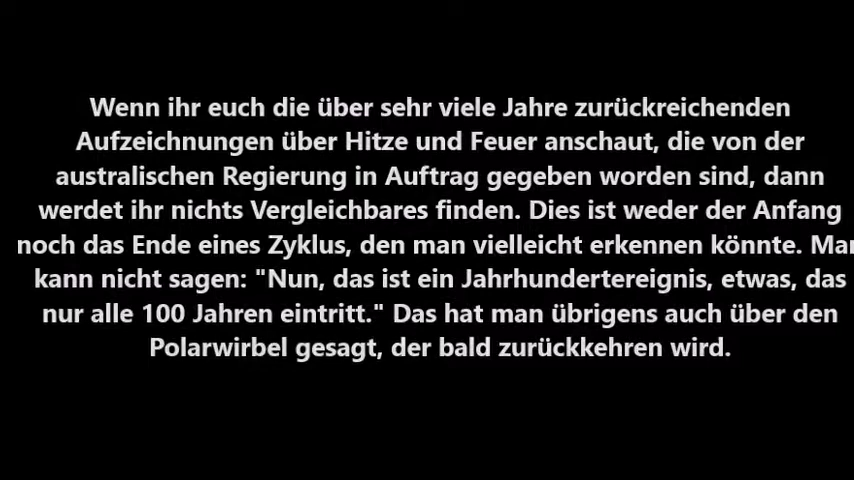 Wenn ihr euch die über sehr viele Jahre zurückreichenden
Aufzeichnungen über Hitze und Feuer anschaut, die von der
australischen Regierung in Auftrag gegeben worden sind, dann
werdet ihr nichts Vergleichbares finden. Dies ist weder der Anfang
noch das Ende eines Zyklus, den man vielleicht erkennen könnte. Man
kann nicht sagen: "Nun, das ist ein Jahrhundertereignis, etwas, das
nur alle 100 Jahren eintritt." Das hat man übrigens auch über den
Polarwirbel gesagt, der bald zurückkehren wird.